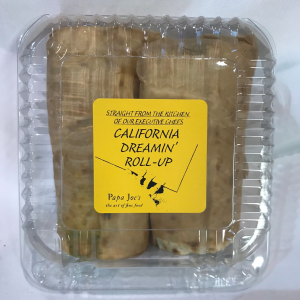 STRAIGHT FROM THE KITCHEN
OF OUR EXECUTIVE CHEFS
CALIFORNIA
DREAMIN'
ROLL-UP
Papa Joe's
the art of fine food